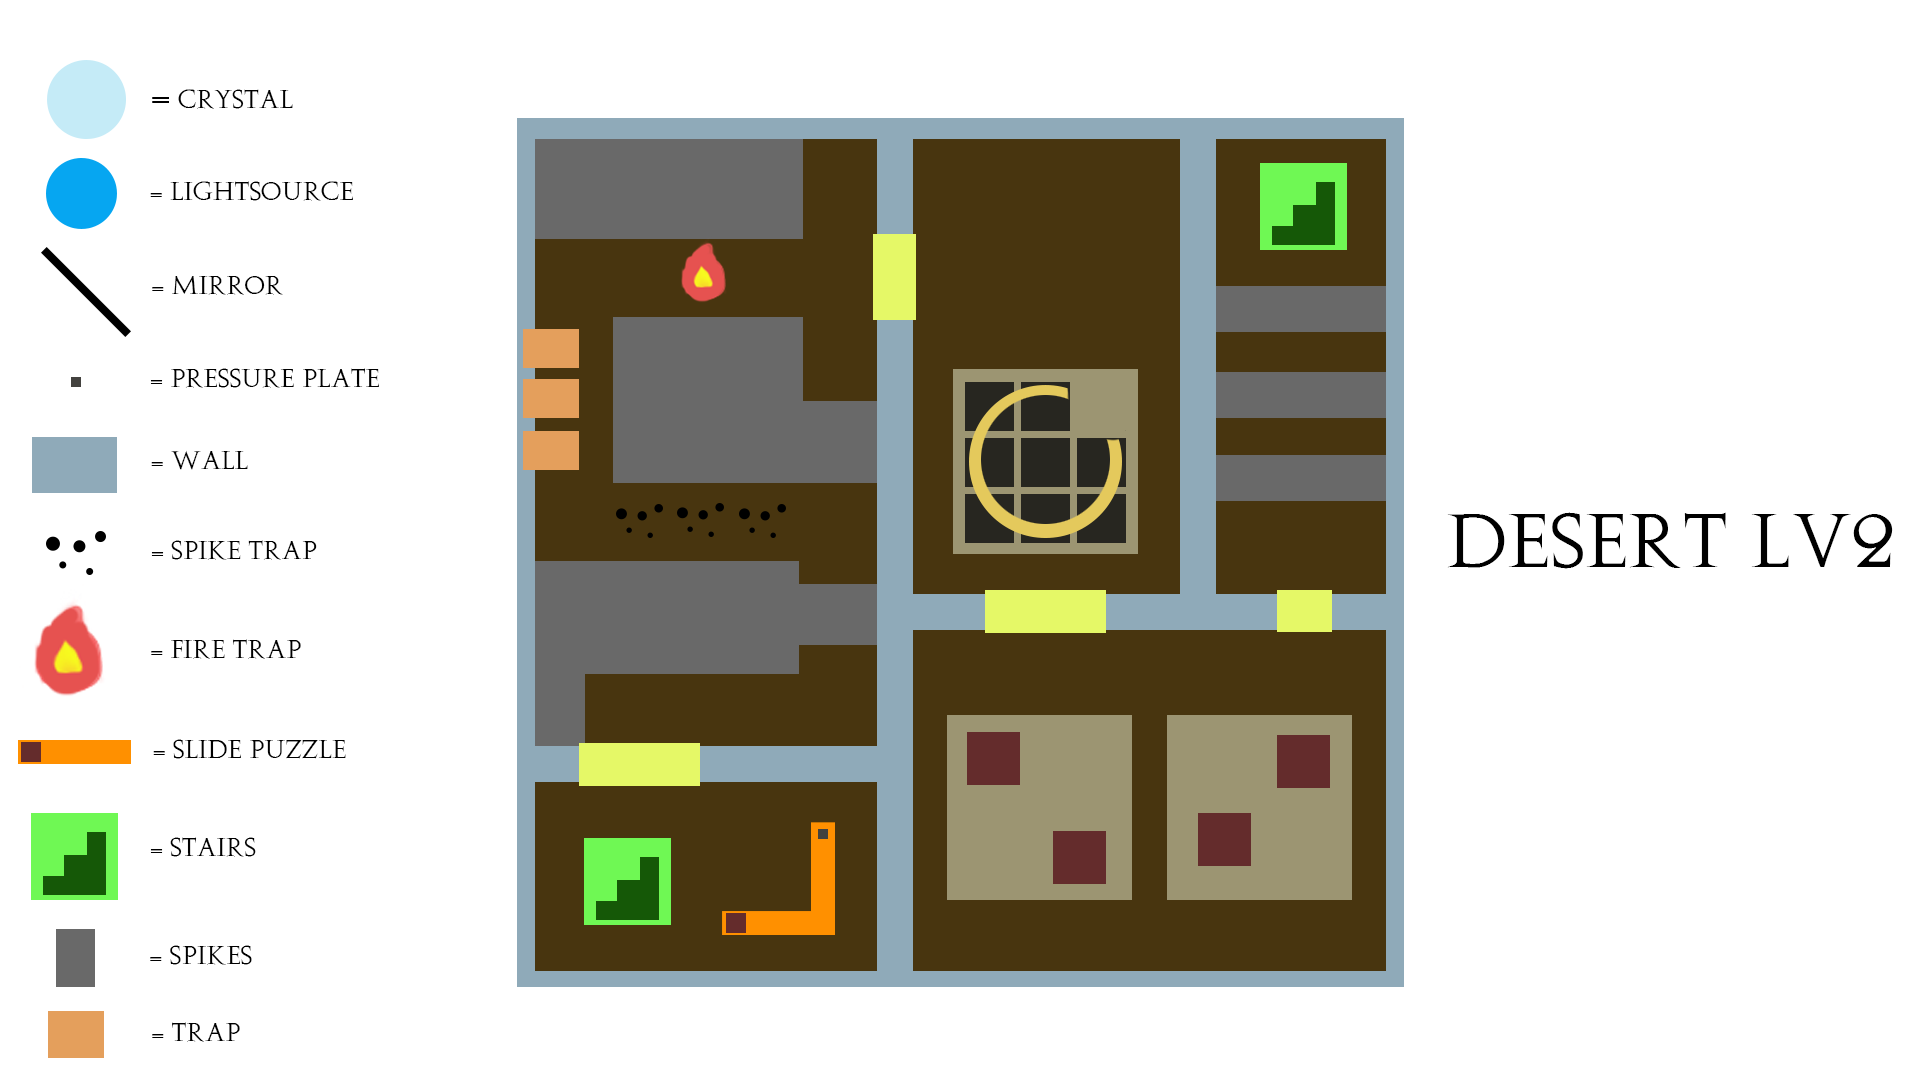 = CRYSTAL
= LIGHTSOURCE
= MIRROR
= PRESSURE PLATE
= WALL
= SPIKE TRAP
= FIRE TRAP
= SLIDE PUZZLE
= STAIRS
= SPIKES
= TRAP
DESERT LV2